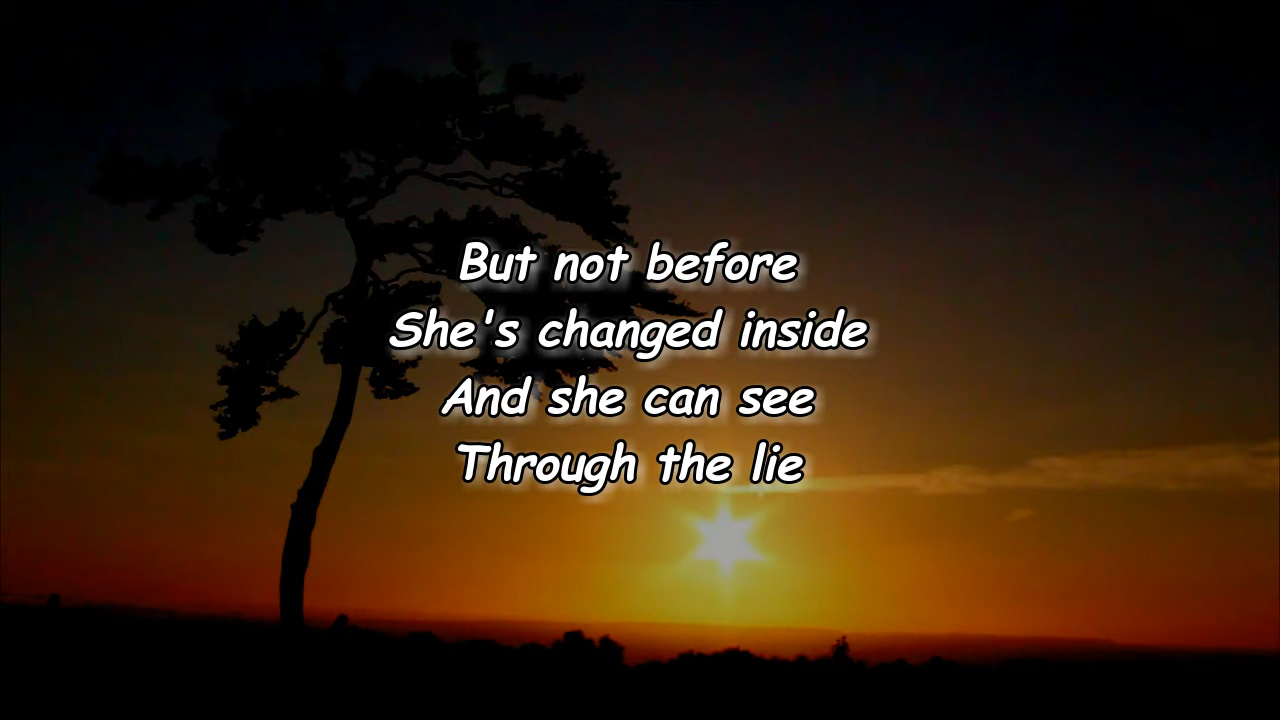 But not before
She's changed inside
And she can see
Through the lie